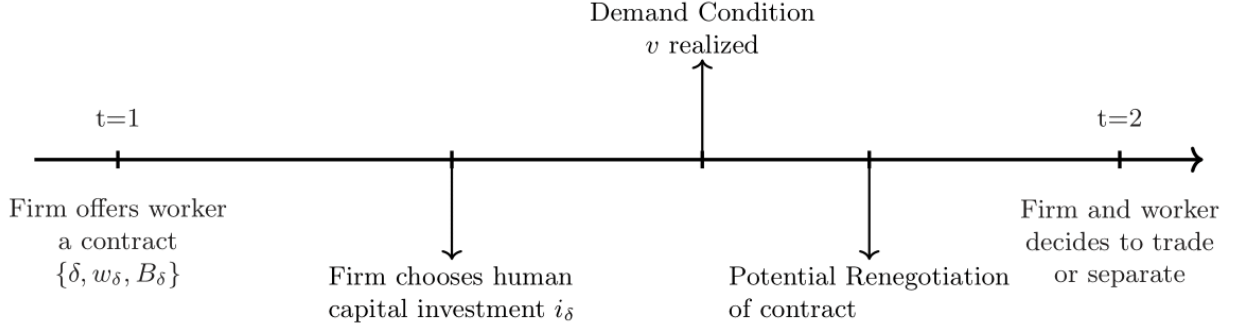 Demand Condition
v realized
t=1
t=2
Firm offers worker
a contract
{δ, w_δ, B_δ}
Firm chooses human
capital investment i_δ
Potential Renegotiation
of contract
Firm and worker
decides to trade
or separate